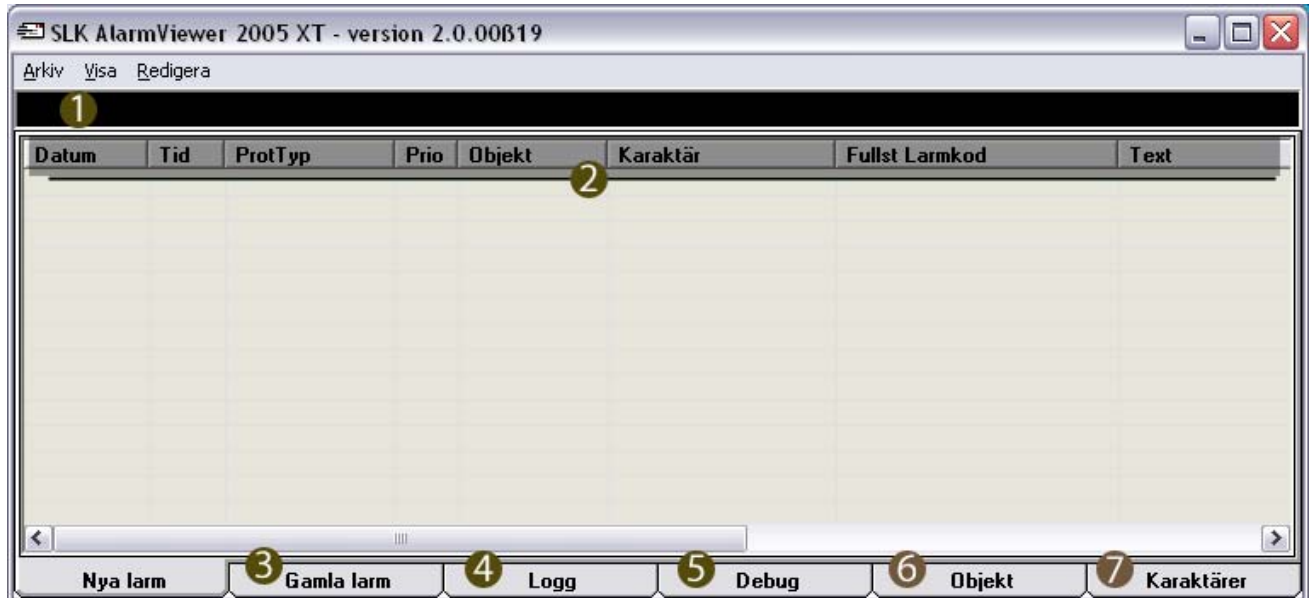 SLK AlarmViewer 2005 XT - version 2.0.00ß19
Arkiv Visa Redigera
1
Datum Tid ProtTyp Prio Objekt Karaktär Fullst Larmkod Text
2
Nya larm 3 Gamla larm 4 Logg 5 Debug 6 Objekt 7 Karaktärer